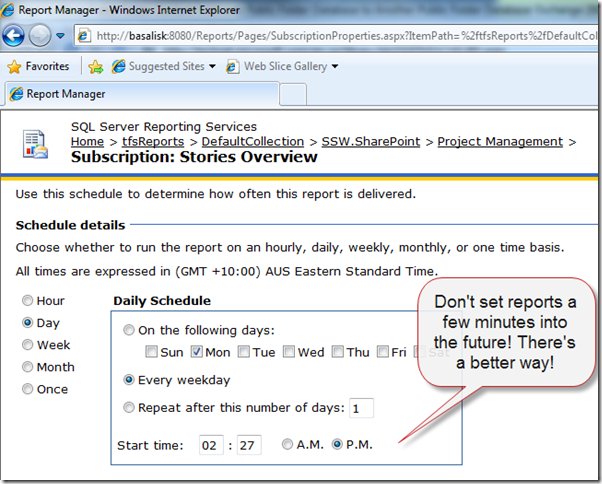 Report Manager - Windows Internet Explorer
http://basalisk:8080/Reports/Pages/SubscriptionProperties.aspx?ItemPath=%2ftfsReports%2fDefaultCol
Favorites Suggested Sites Web Slice Gallery
Report Manager
SQL Server Reporting Services
Home > tfsReports > DefaultCollection > SSW.SharePoint > Project Management >
Subscription: Stories Overview
Use this schedule to determine how often this report is delivered.
Schedule details
Choose whether to run the report on an hourly, daily, weekly, monthly, or one time basis.
All times are expressed in (GMT +10:00) AUS Eastern Standard Time.
Hour
Day
Week
Month
Once
Daily Schedule
On the following days:
Sun Mon Tue Wed Thu Fri Sat
Every weekday
Repeat after this number of days: 1
Start time: 02 : 27 A.M. P.M.
Don't set reports a
few minutes into
the future! There's
a better way!